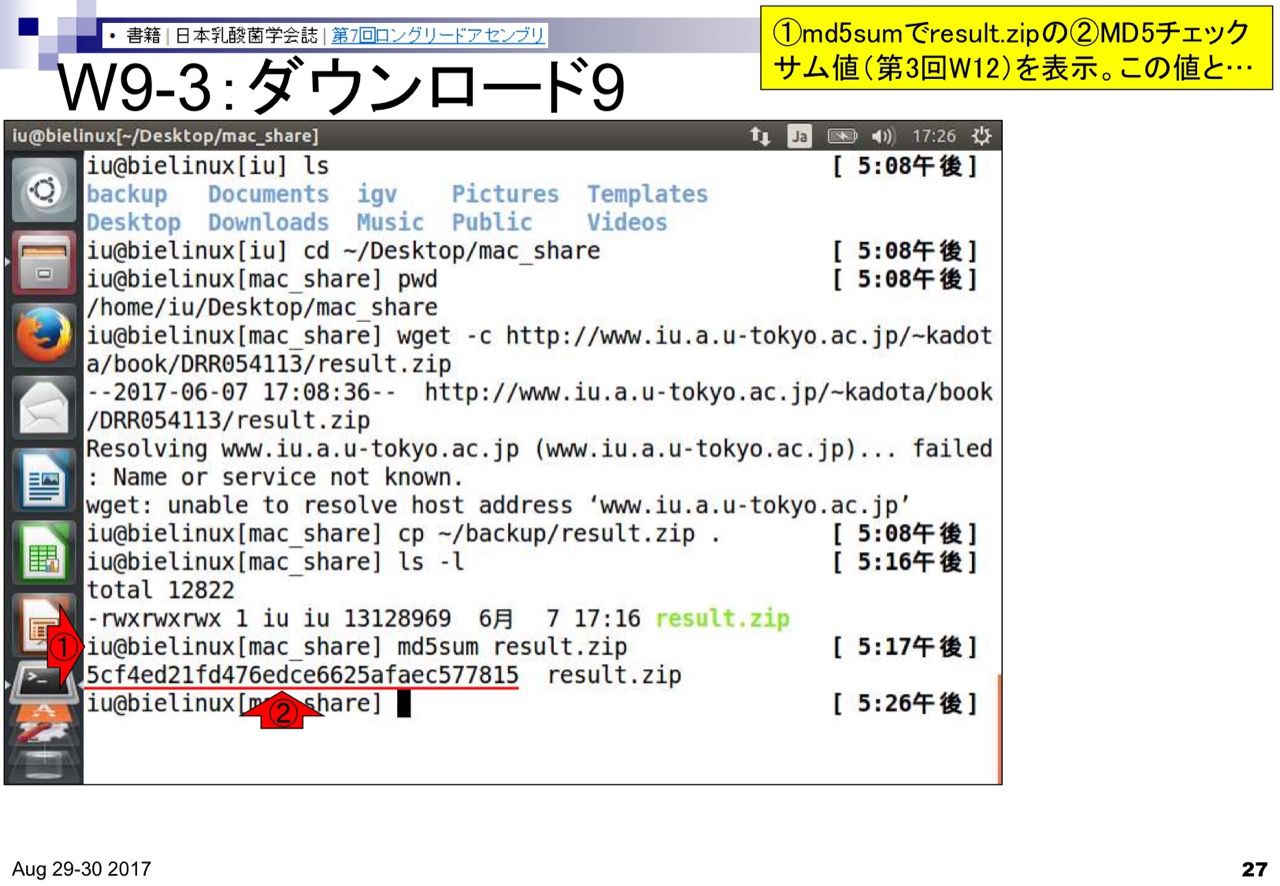 • 書籍 | 日本乳酸菌学会誌 | 第7回ロングリードアセンブリ
①md5sumでresult.zipの②MD5チェック
サム値（第3回W12）を表示。この値と…
W9-3：ダウンロード9
iu@bielinux[~/Desktop/mac_share] Ja 17:26
iu@bielinux[iu] ls [ 5:08午後]
backup Documents igv Pictures Templates
Desktop Downloads Music Public Videos
iu@bielinux[iu] cd ~/Desktop/mac_share [ 5:08午後]
iu@bielinux[mac_share] pwd [ 5:08午後]
/home/iu/Desktop/mac_share
iu@bielinux[mac_share] wget -c http://www.iu.a.u-tokyo.ac.jp/~kadot
a/book/DRR054113/result.zip
--2017-06-07 17:08:36-- http://www.iu.a.u-tokyo.ac.jp/~kadota/book
/DRR054113/result.zip
Resolving www.iu.a.u-tokyo.ac.jp (www.iu.a.u-tokyo.ac.jp)... failed
: Name or service not known.
wget: unable to resolve host address ‘www.iu.a.u-tokyo.ac.jp’
iu@bielinux[mac_share] cp ~/backup/result.zip . [ 5:08午後]
iu@bielinux[mac_share] ls -l [ 5:16午後]
total 12822
-rwxrwxrwx 1 iu iu 13128969 6月 7 17:16 result.zip
① iu@bielinux[mac_share] md5sum result.zip [ 5:17午後]
5cf4ed21fd476edce6625afaec577815 result.zip
iu@bielinux[mac_share] [ 5:26午後]
②
Aug 29-30 2017
27